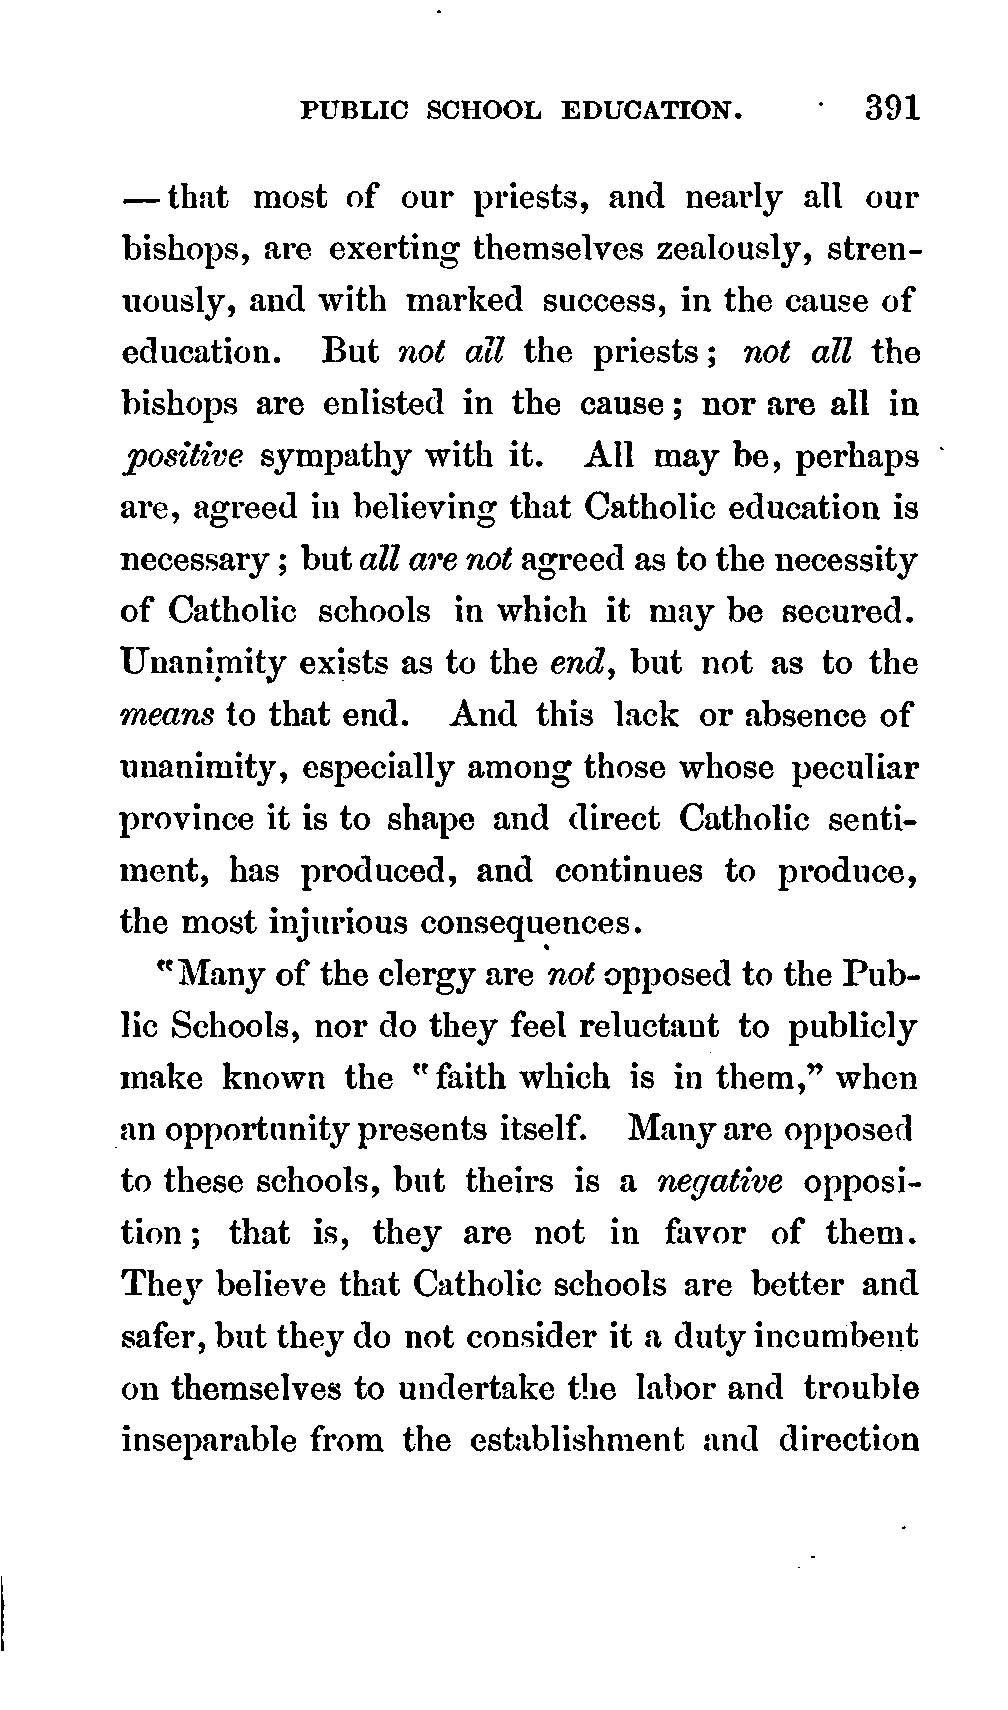 PUBLIC SCHOOL EDUCATION. 391
— that most of our priests, and nearly all our
bishops, are exerting themselves zealously, stren-
uously, and with marked success, in the cause of
education. But not all the priests; not all the
bishops are enlisted in the cause; nor are all in
positive sympathy with it. All may be, perhaps
are, agreed in believing that Catholic education is
necessary; but all are not agreed as to the necessity
of Catholic schools in which it may be secured.
Unanimity exists as to the end, but not as to the
means to that end. And this lack or absence of
unanimity, especially among those whose peculiar
province it is to shape and direct Catholic senti-
ment, has produced, and continues to produce,
the most injurious consequences.
"Many of the clergy are not opposed to the Pub-
lic Schools, nor do they feel reluctant to publicly
make known the "faith which is in them," when
an opportunity presents itself. Many are opposed
to these schools, but theirs is a negative opposi-
tion; that is, they are not in favor of them.
They believe that Catholic schools are better and
safer, but they do not consider it a duty incumbent
on themselves to undertake the labor and trouble
inseparable from the establishment and direction